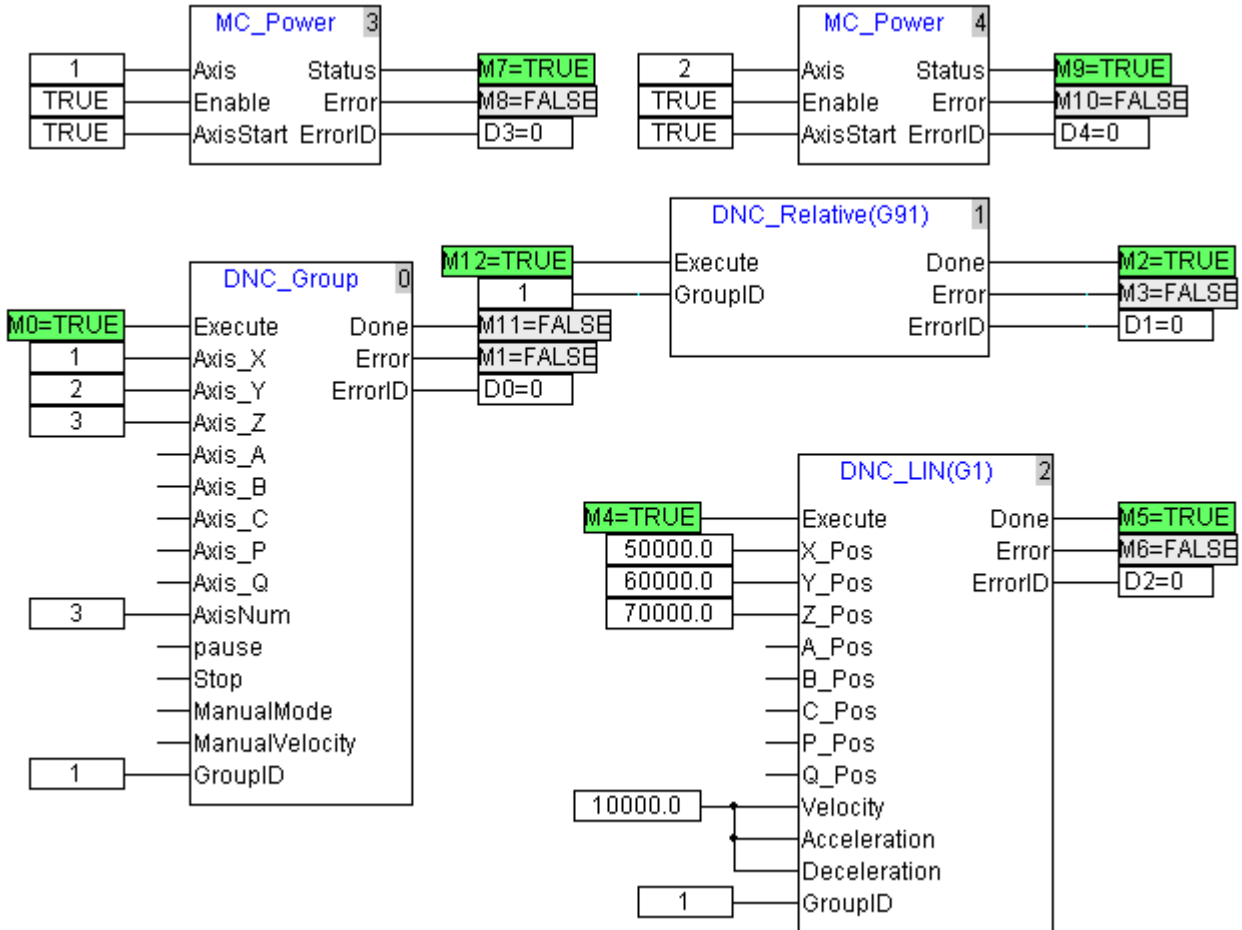 MC_Power 3
1 Axis Status M7=TRUE
TRUE Enable Error M8=FALSE
TRUE AxisStart ErrorID D3=0
MC_Power 4
2 Axis Status M9=TRUE
TRUE Enable Error M10=FALSE
TRUE AxisStart ErrorID D4=0
DNC_Relative(G91) 1
M12=TRUE Execute Done M2=TRUE
1 GroupID Error M3=FALSE
ErrorID D1=0
DNC_Group 0
M0=TRUE Execute Done M11=FALSE
1 Axis_X Error M1=FALSE
2 Axis_Y ErrorID D0=0
3 Axis_Z
Axis_A
Axis_B
Axis_C
Axis_P
Axis_Q
3 AxisNum
pause
Stop
ManualMode
ManualVelocity
1 GroupID
DNC_LIN(G1) 2
M4=TRUE Execute Done M5=TRUE
50000.0 X_Pos Error M6=FALSE
60000.0 Y_Pos ErrorID D2=0
70000.0 Z_Pos
A_Pos
B_Pos
C_Pos
P_Pos
Q_Pos
10000.0 Velocity
Acceleration
Deceleration
1 GroupID